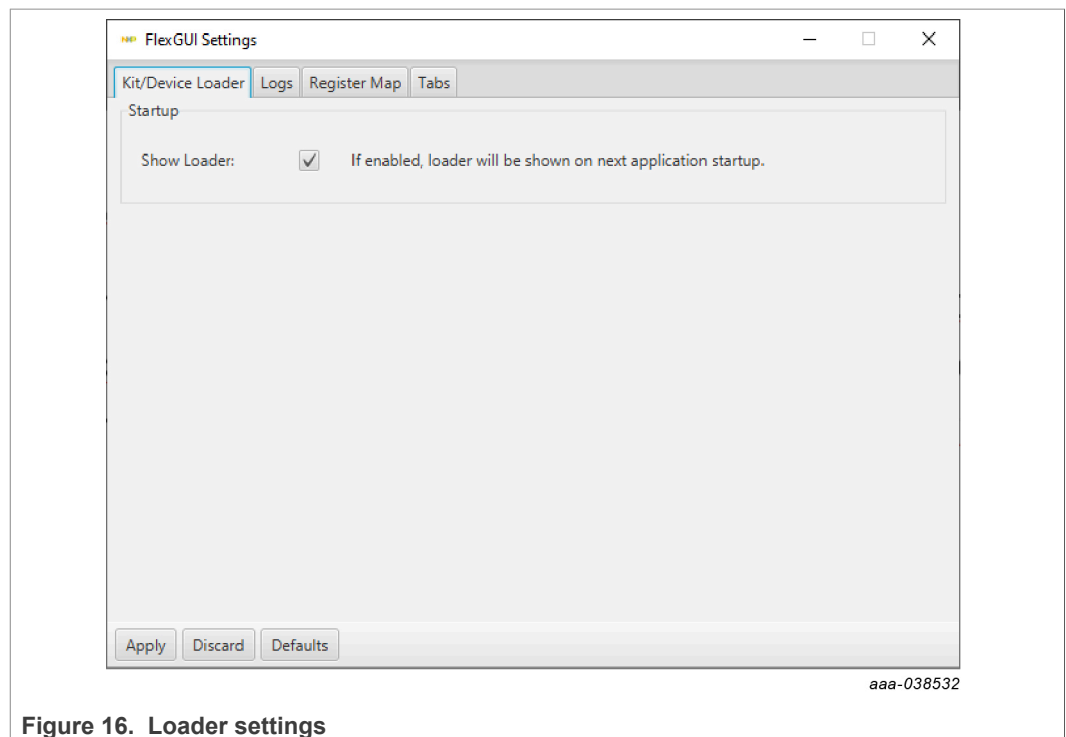 NXP FlexGUI Settings
Kit/Device Loader Logs Register Map Tabs
Startup
Show Loader: If enabled, loader will be shown on next application startup.
Apply Discard Defaults
aaa-038532
Figure 16. Loader settings